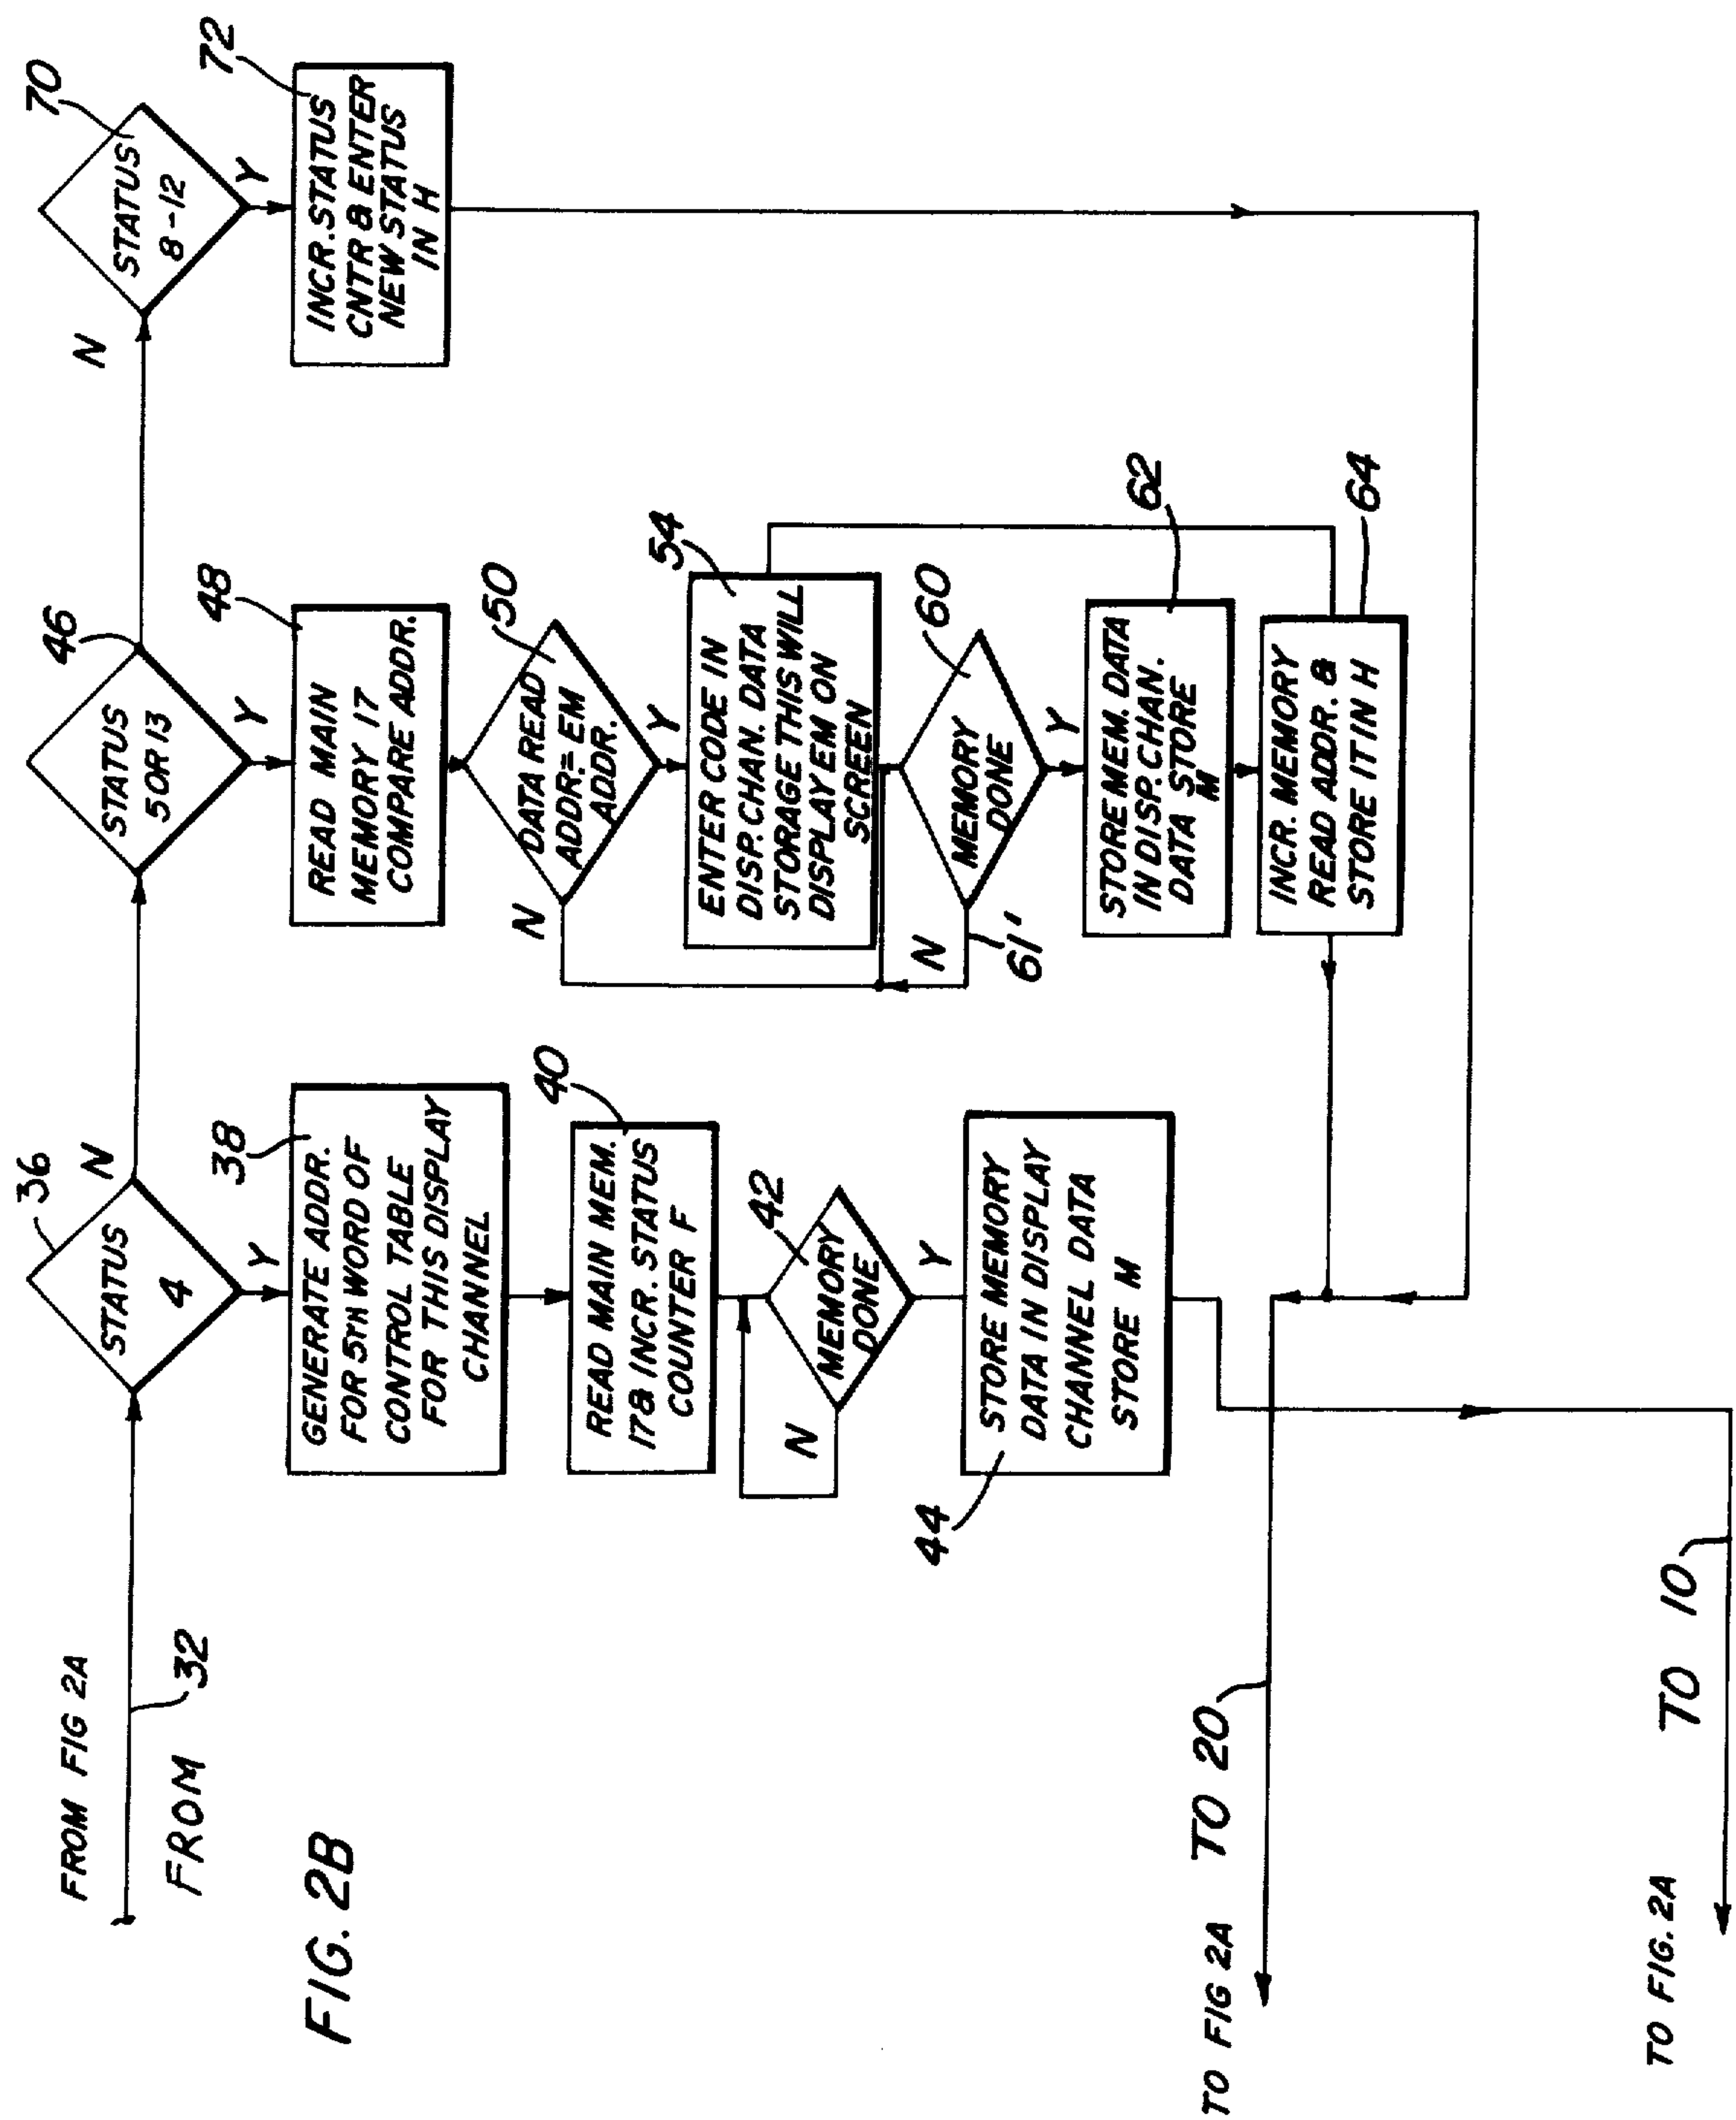 FROM FIG 2A
32
FROM
FIG. 2B
36
STATUS
4
N
Y
38
GENERATE ADDR.
FOR 5TH WORD OF
CONTROL TABLE
FOR THIS DISPLAY
CHANNEL
40
READ MAIN MEM.
17& INCR. STATUS
COUNTER F
42
MEMORY
DONE
N
Y
44
STORE MEMORY
DATA IN DISPLAY
CHANNEL DATA
STORE M
46
STATUS
5 OR 13
N
Y
48
READ MAIN
MEMORY 17
COMPARE ADDR.
50
DATA READ
ADDR.= EM
ADDR.
N
Y
54
ENTER CODE IN
DISP. CHAN. DATA
STORAGE THIS WILL
DISPLAY EM ON
SCREEN
60
MEMORY
DONE
N
61'
Y
62
STORE MEM. DATA
IN DISP. CHAN.
DATA STORE
M
64
INCR. MEMORY
READ ADDR. &
STORE IT IN H
70
STATUS
8-12
Y
72
INCR. STATUS
CNTR & ENTER
NEW STATUS
IN H
TO FIG 2A TO 20
TO FIG. 2A TO 10